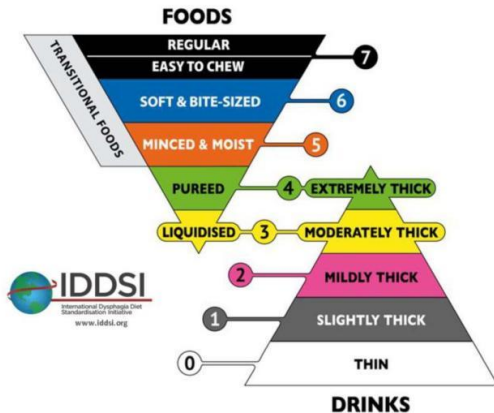 FOODS
REGULAR
EASY TO CHEW
7
TRANSITIONAL FOODS
SOFT & BITE-SIZED
6
MINCED & MOIST
5
PUREED
4
EXTREMELY THICK
LIQUIDISED
3
MODERATELY THICK
2
MILDLY THICK
IDDSI
International Dysphagia Diet
Standardisation Initiative
www.iddsi.org
1
SLIGHTLY THICK
0
THIN
DRINKS